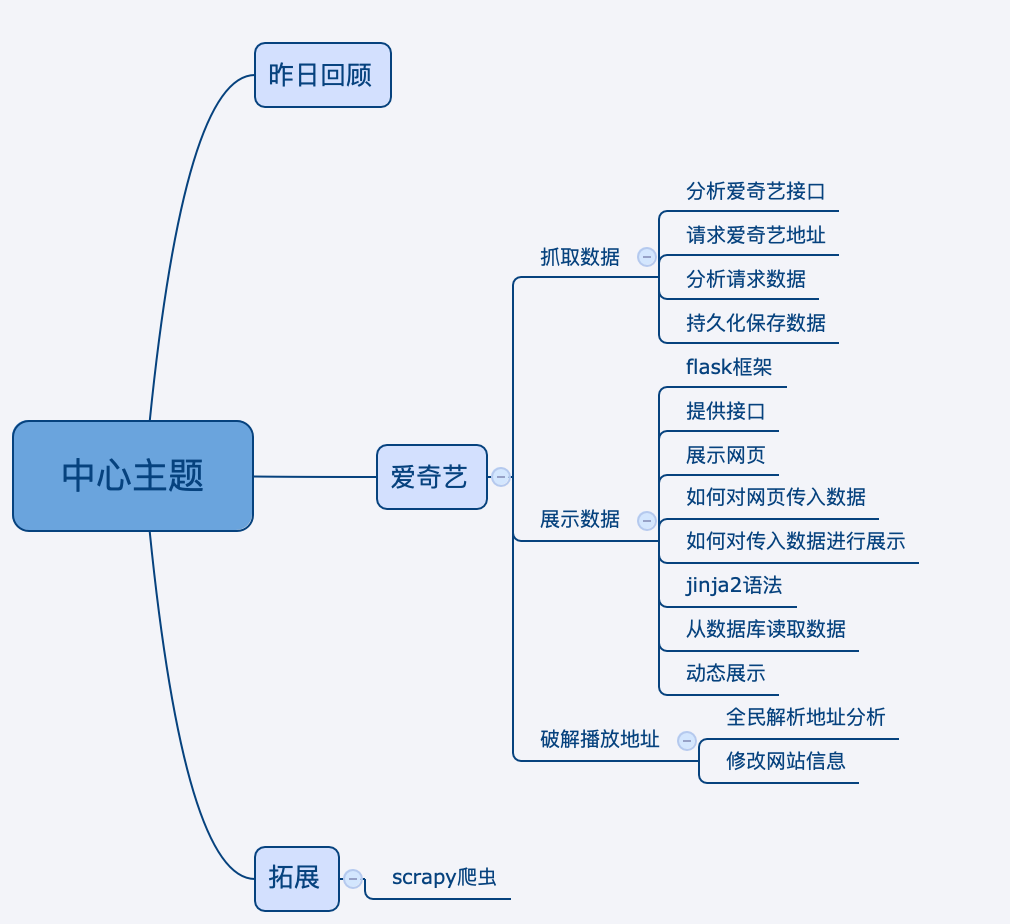 昨日回顾
中心主题
爱奇艺
抓取数据
分析爱奇艺接口
请求爱奇艺地址
分析请求数据
持久化保存数据
展示数据
flask框架
提供接口
展示网页
如何对网页传入数据
如何对传入数据进行展示
jinja2语法
从数据库读取数据
动态展示
破解播放地址
全民解析地址分析
修改网站信息
拓展
scrapy爬虫